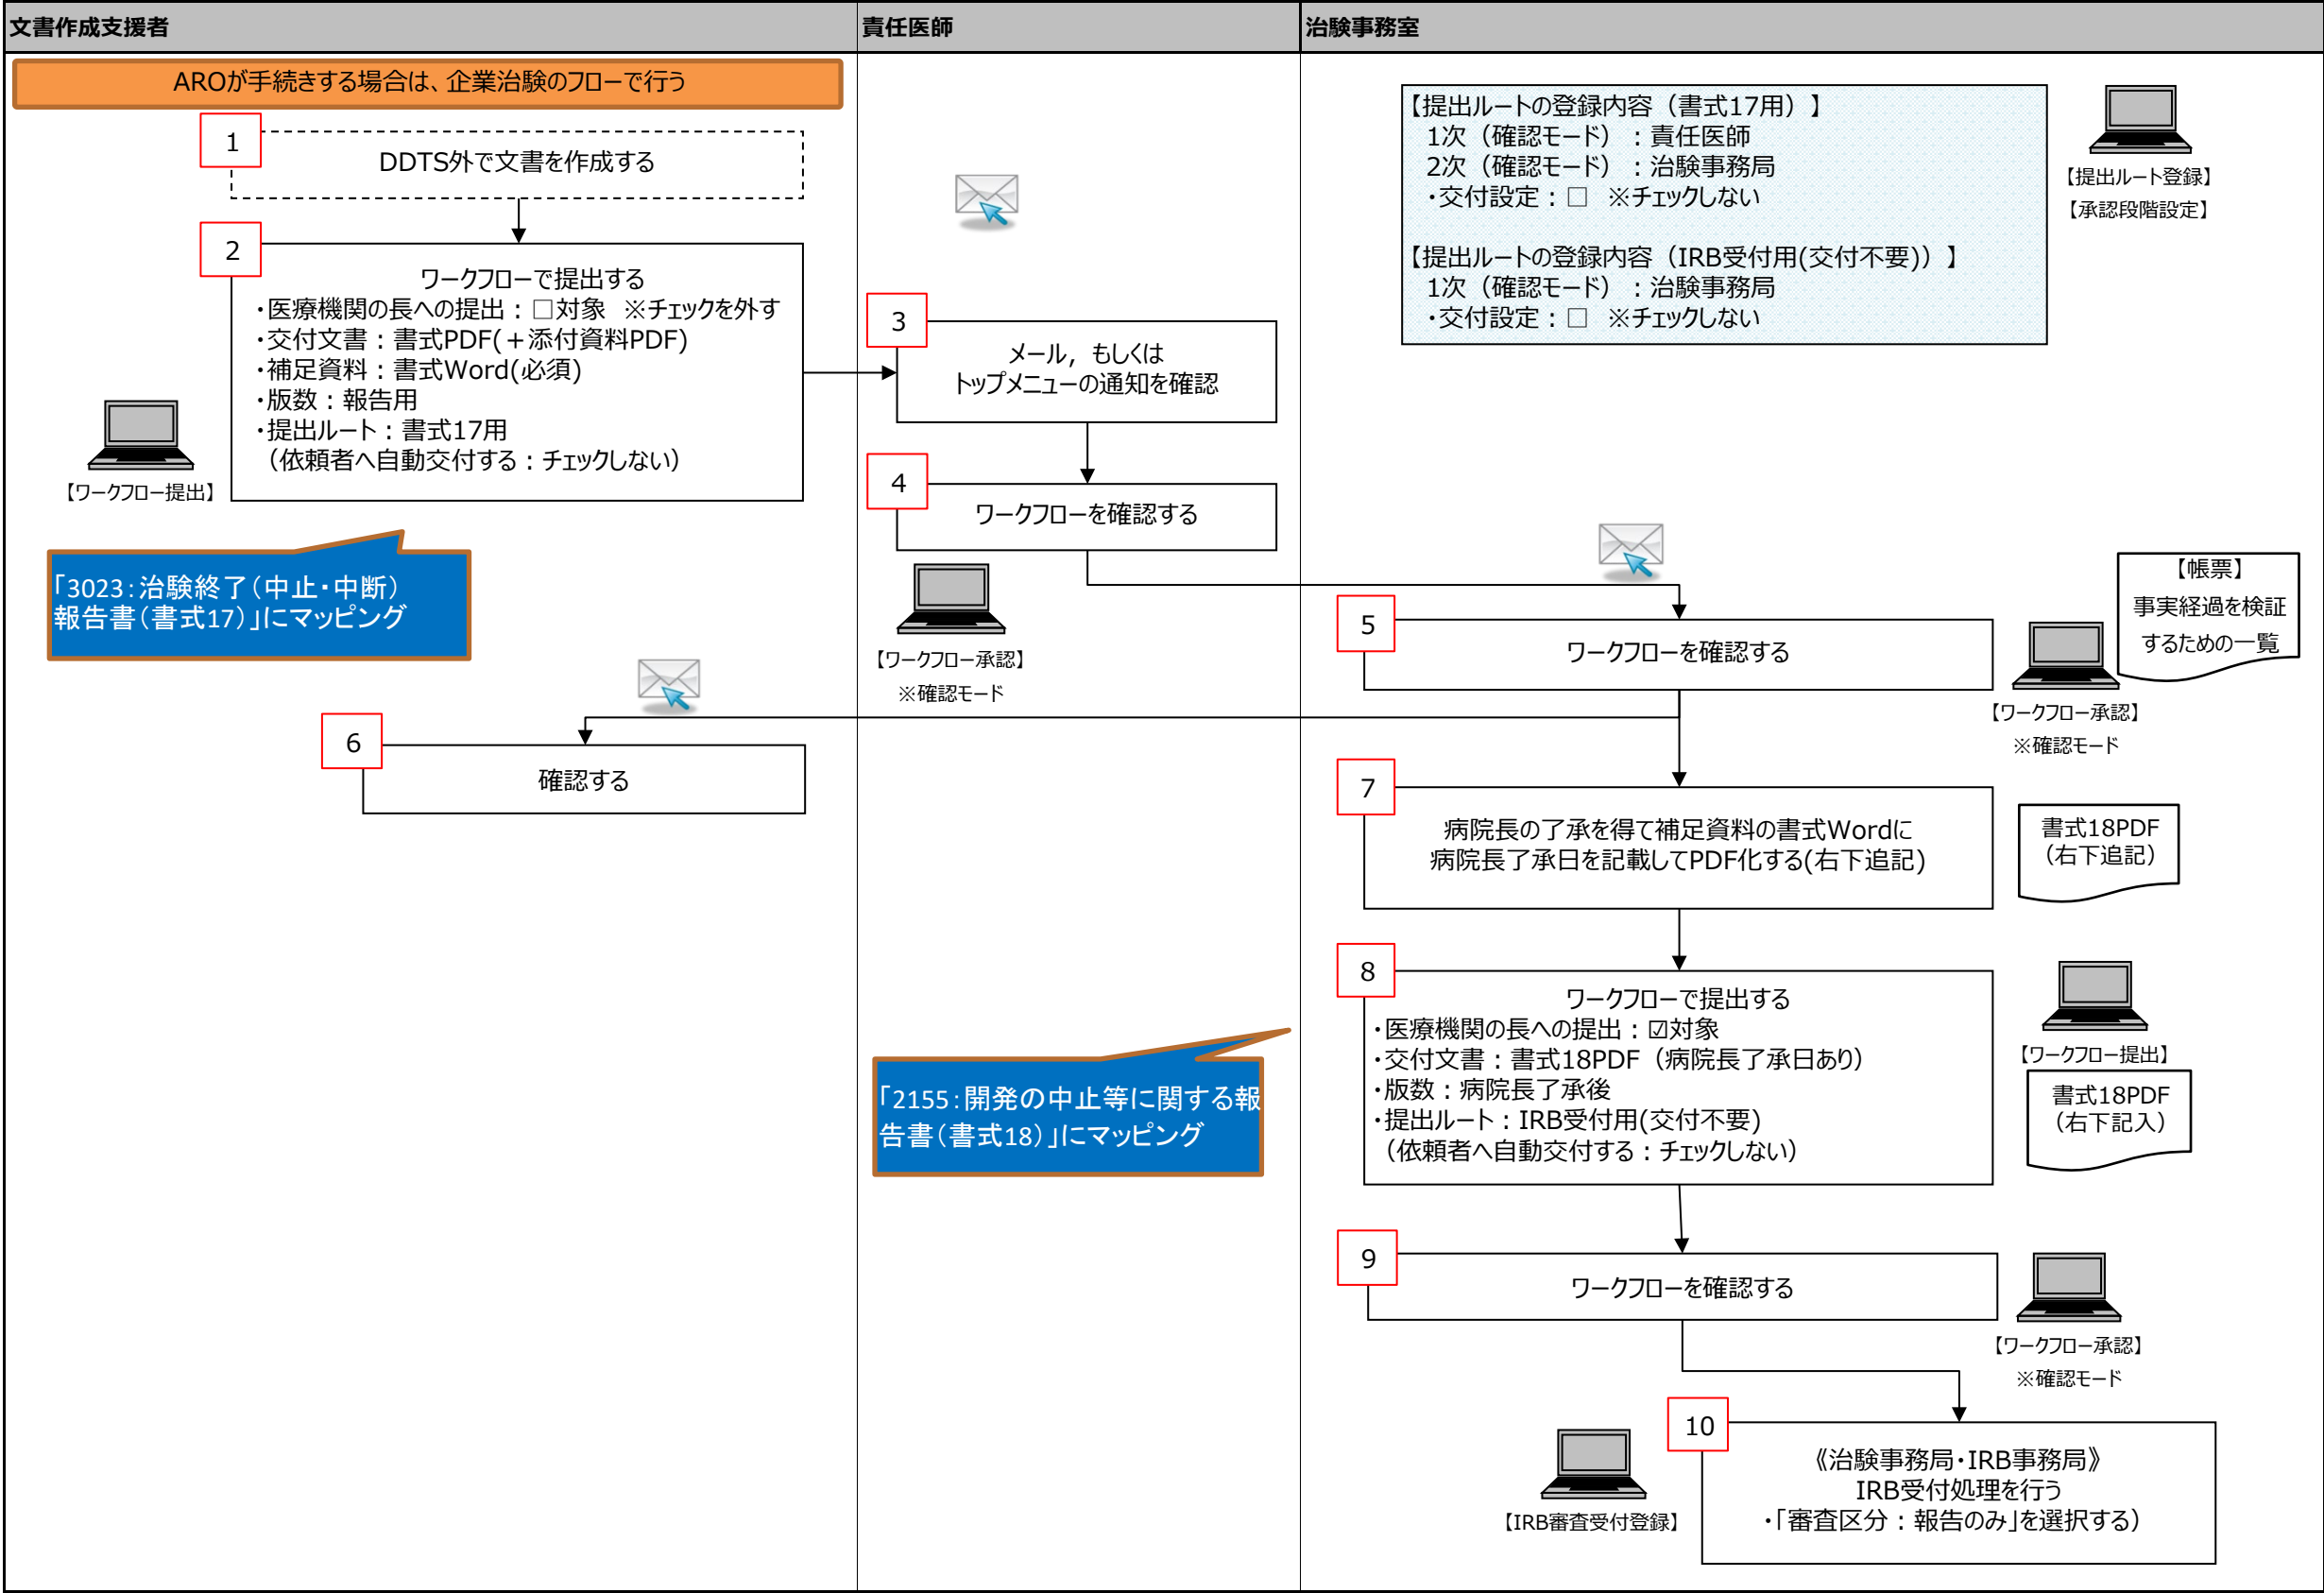 文書作成支援者
責任医師
治験事務室
AROが手続きする場合は、企業治験のフローで行う
1
DDTS外で文書を作成する
2
ワークフローで提出する
・医療機関の長への提出：□対象　※チェックを外す
・交付文書：書式PDF(＋添付資料PDF)
・補足資料：書式Word(必須)
・版数：報告用
・提出ルート：書式17用
（依頼者へ自動交付する：チェックしない）
【ワークフロー提出】
「3023：治験終了（中止・中断）
報告書（書式17）」にマッピング
3
メール，もしくは
トップメニューの通知を確認
4
ワークフローを確認する
【ワークフロー承認】
※確認モード
【提出ルートの登録内容（書式17用）】
1次（確認モード）：責任医師
2次（確認モード）：治験事務局
・交付設定：□　※チェックしない
【提出ルートの登録内容（IRB受付用(交付不要)）】
1次（確認モード）：治験事務局
・交付設定：□　※チェックしない
【提出ルート登録】
【承認段階設定】
5
ワークフローを確認する
【帳票】
事実経過を検証
するための一覧
【ワークフロー承認】
※確認モード
6
確認する
7
病院長の了承を得て補足資料の書式Wordに
病院長了承日を記載してPDF化する(右下追記)
書式18PDF
（右下追記）
8
ワークフローで提出する
・医療機関の長への提出：☑対象
・交付文書：書式18PDF（病院長了承日あり）
・版数：病院長了承後
・提出ルート：IRB受付用(交付不要)
（依頼者へ自動交付する：チェックしない）
【ワークフロー提出】
書式18PDF
（右下記入）
「2155：開発の中止等に関する報
告書（書式18）」にマッピング
9
ワークフローを確認する
【ワークフロー承認】
※確認モード
10
《治験事務局・IRB事務局》
IRB受付処理を行う
・「審査区分：報告のみ」を選択する）
【IRB審査受付登録】